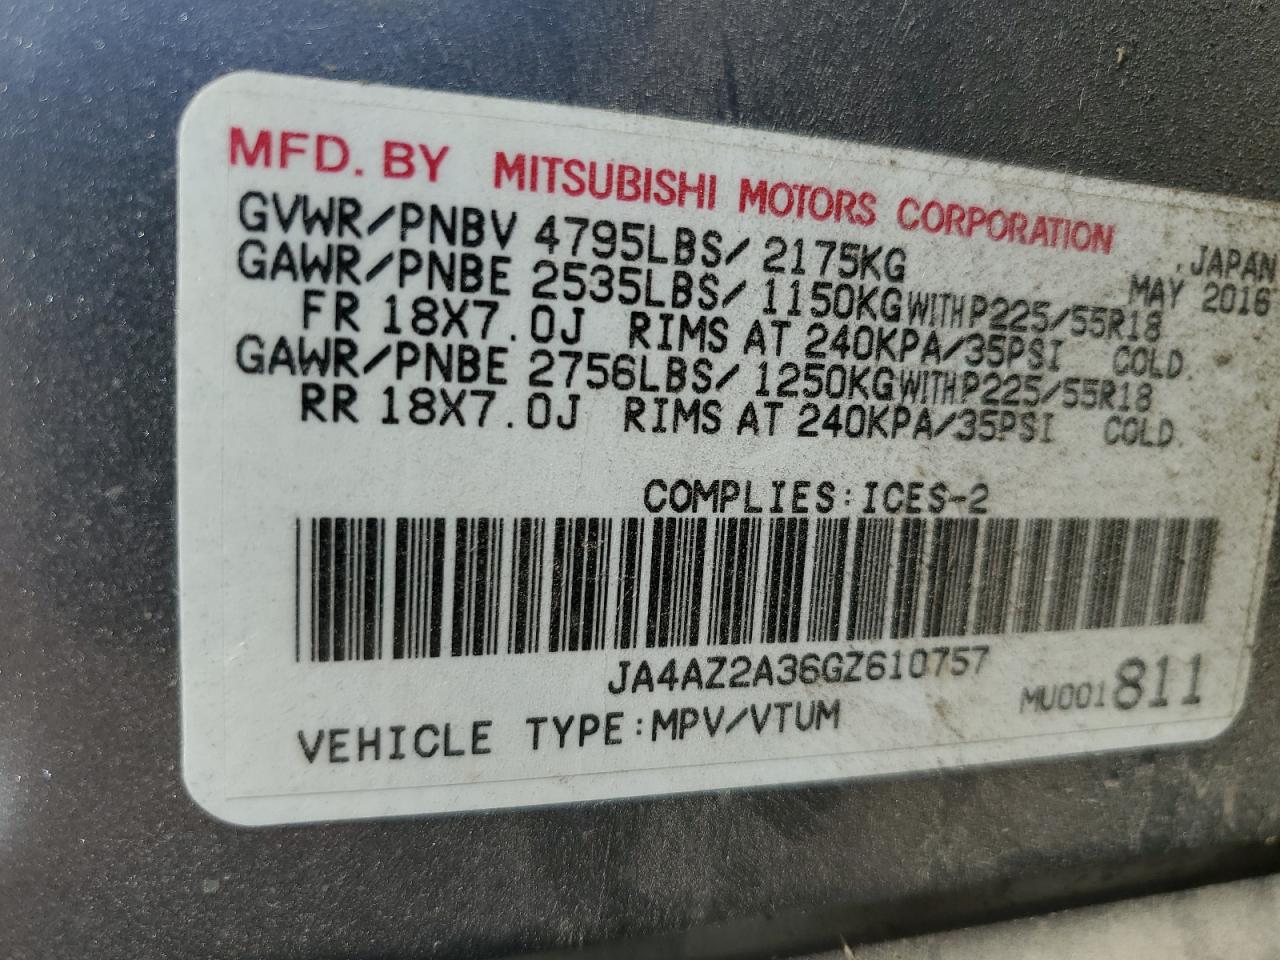 MFD. BY MITSUBISHI MOTORS CORPORATION JAPAN
GVWR/PNBV 4795LBS/ 2175KG MAY 2016
GAWR/PNBE 2535LBS/ 1150KG WITH P225/55R18
FR 18X7.0J RIMS AT 240KPA/35PSI COLD.
GAWR/PNBE 2756LBS/ 1250KG WITH P225/55R18
RR 18X7.0J RIMS AT 240KPA/35PSI COLD.
COMPLIES:ICES-2
JA4AZ2A36GZ610757
VEHICLE TYPE:MPV/VTUM MU001811